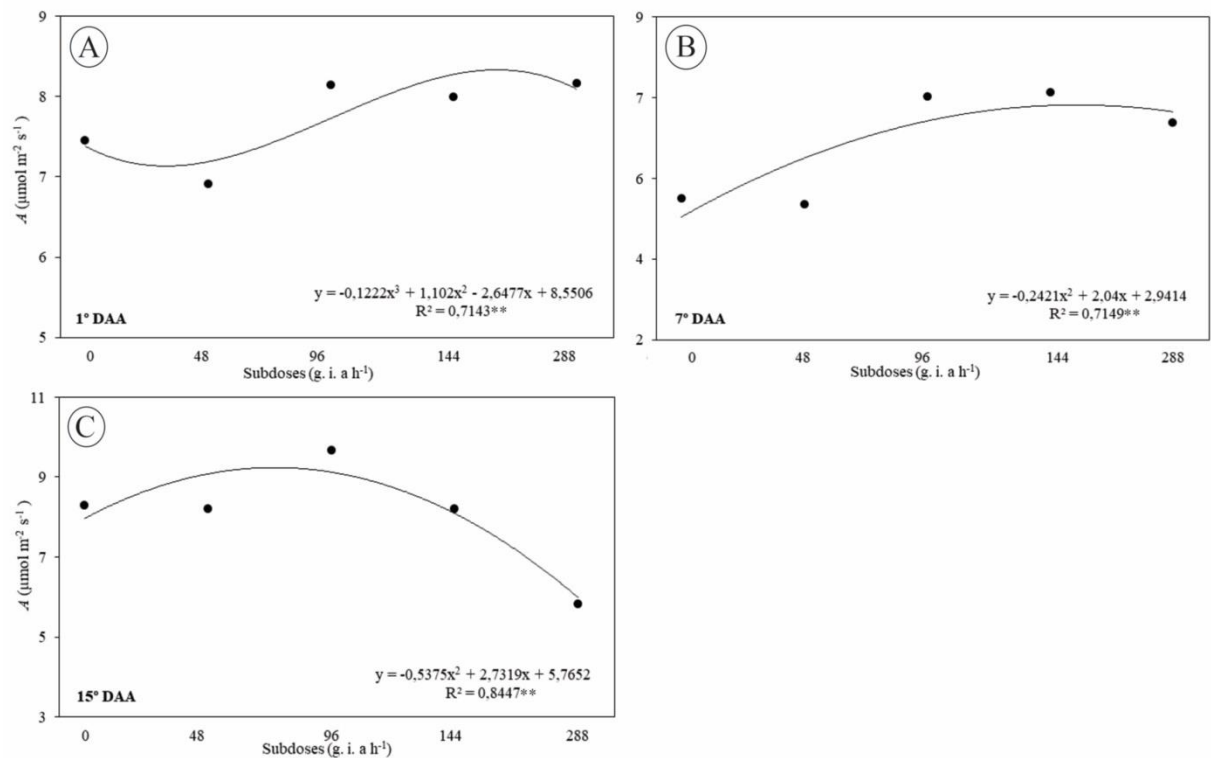 A
9
8
7
6
5
A (µmol m⁻² s⁻¹)
y = -0,1222x³ + 1,102x² - 2,6477x + 8,5506
R² = 0,7143**
1º DAA
0 48 96 144 288
Subdoses (g. i. a h⁻¹)
B
9
7
6
4
2
y = -0,2421x² + 2,04x + 2,9414
R² = 0,7149**
7º DAA
0 48 96 144 288
Subdoses (g. i. a h⁻¹)
C
11
9
7
5
3
A (µmol m⁻² s⁻¹)
y = -0,5375x² + 2,7319x + 5,7652
R² = 0,8447**
15º DAA
0 48 96 144 288
Subdoses (g. i. a h⁻¹)